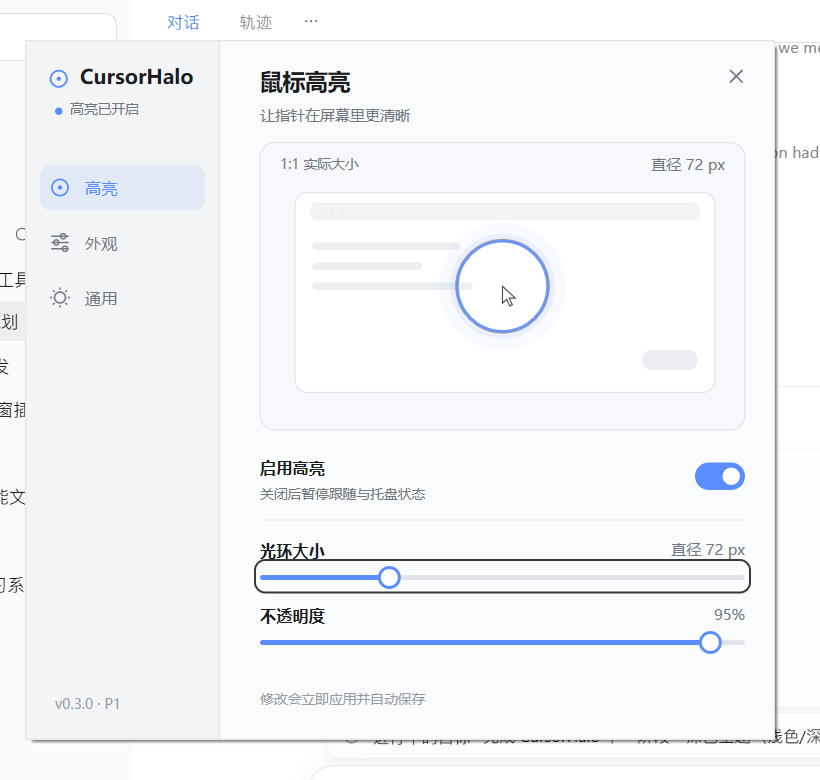 对话 轨迹 ...
we me
CursorHalo
高亮已开启
高亮
外观
通用
v0.3.0 · P1
鼠标高亮
让指针在屏幕里更清晰
1:1 实际大小 直径 72 px
启用高亮
关闭后暂停跟随与托盘状态
光环大小 直径 72 px
不透明度 95%
修改会立即应用并自动保存
on had
工具
划
发
窗插
能文
习系